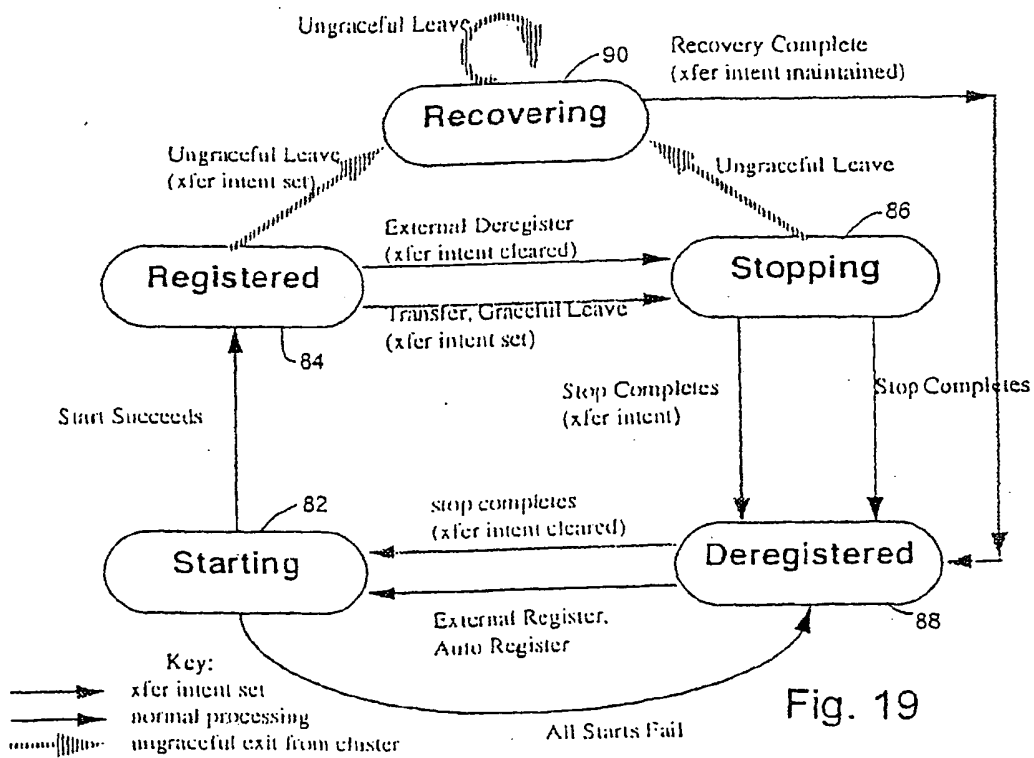 Ungraceful Leave
90
Recovery Complete
(xfer intent maintained)
Recovering
Ungraceful Leave
(xfer intent set)
Ungraceful Leave
External Deregister
(xfer intent cleared)
86
Registered
Stopping
Transfer, Graceful Leave
(xfer intent set)
84
Stop Completes
(xfer intent)
Stop Completes
Start Succeeds
82
stop completes
(xfer intent cleared)
Starting
Deregistered
External Register,
Auto Register
88
Key:
xfer intent set
normal processing
ungraceful exit from cluster
All Starts Fail
Fig. 19